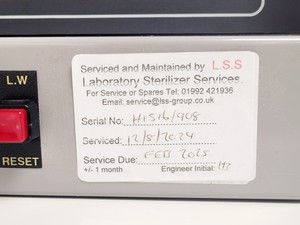 L.W
RESET
Serviced and Maintained by L.S.S
Laboratory Sterilizer Services
For Service or Spares Tel: 01992 421936
Email: service@lss-group.co.uk
Serial No: H1516/908
Serviced: 12/8/2024
Service Due: FEB 2025
+/- 1 month Engineer Initial: